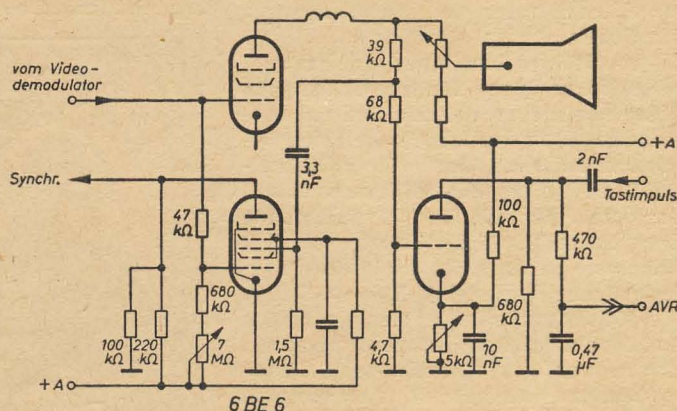 vom Video-
demodulator
Synchr.
39
kΩ
68
kΩ
3,3
nF
+A
2 nF
Tastimpuls
47
kΩ
100
kΩ
470
kΩ
680
kΩ
680
kΩ
AVR
100
kΩ
220
kΩ
7
MΩ
1,5
MΩ
4,7
kΩ
5kΩ
10
nF
0,47
µF
+A
6 BE 6